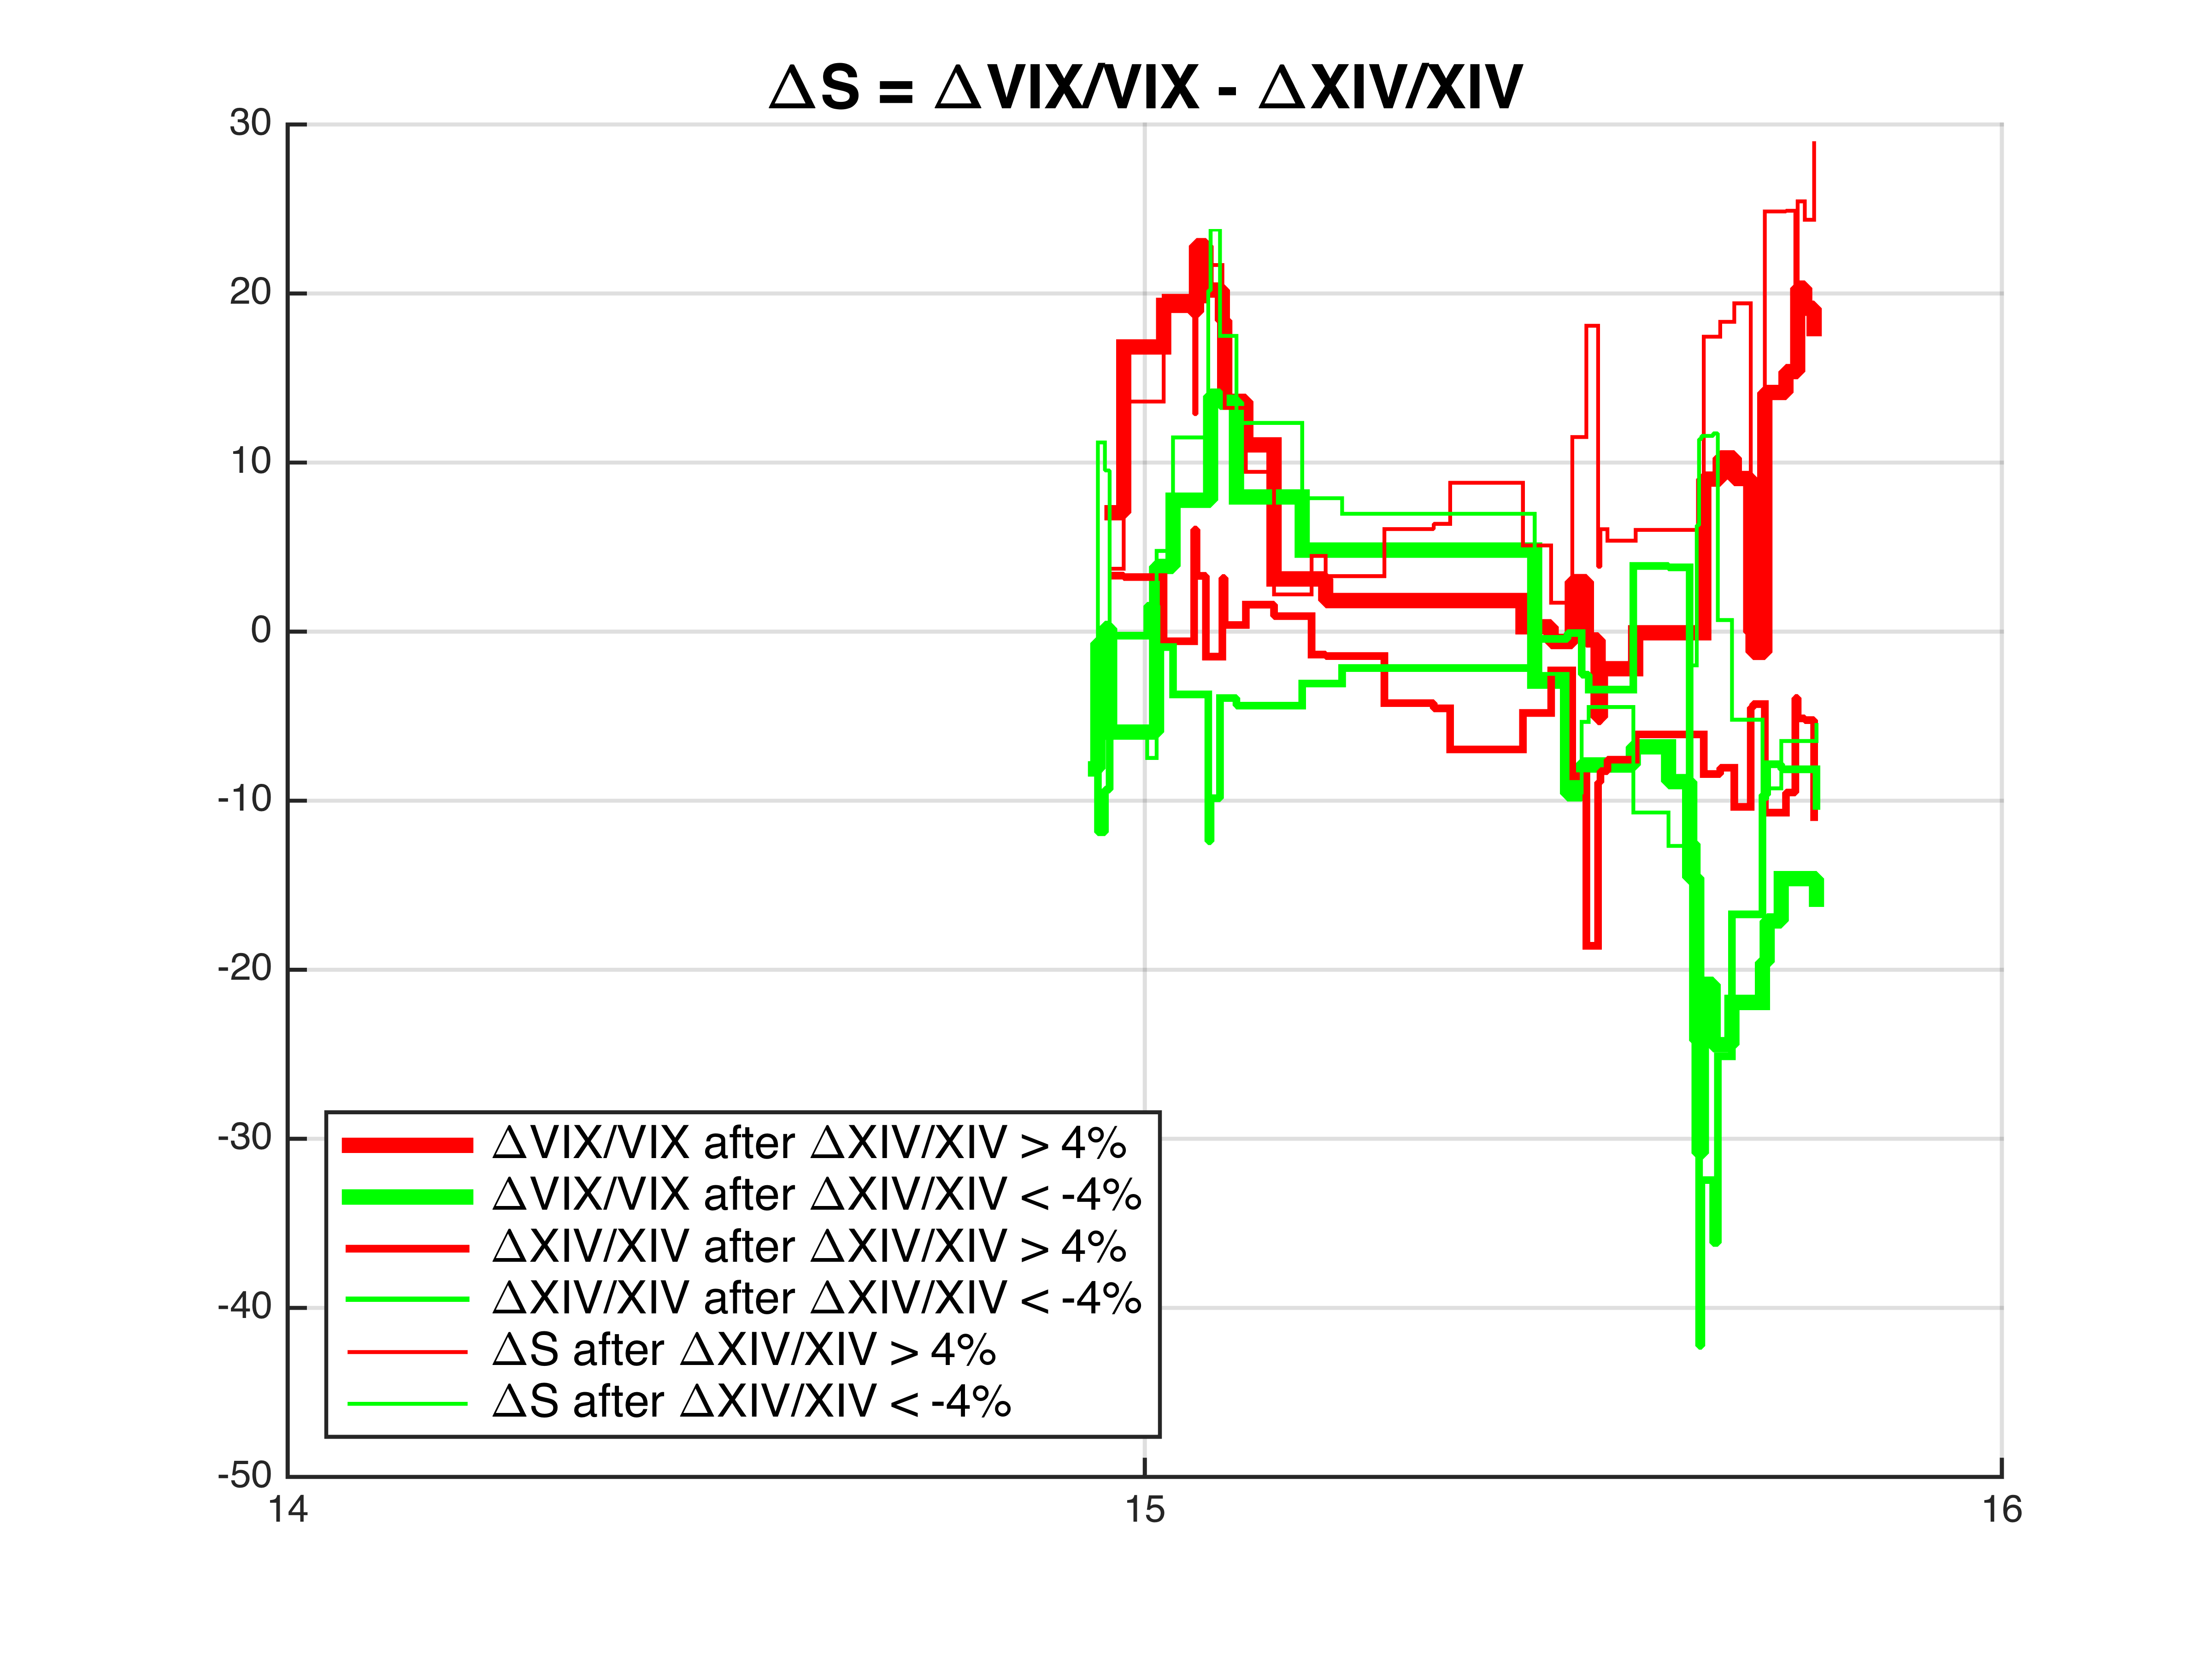 ΔS = ΔVIX/VIX - ΔXIV/XIV
30
20
10
0
-10
-20
-30
-40
-50
14
15
16
ΔVIX/VIX after ΔXIV/XIV > 4%
ΔVIX/VIX after ΔXIV/XIV < -4%
ΔXIV/XIV after ΔXIV/XIV > 4%
ΔXIV/XIV after ΔXIV/XIV < -4%
ΔS after ΔXIV/XIV > 4%
ΔS after ΔXIV/XIV < -4%